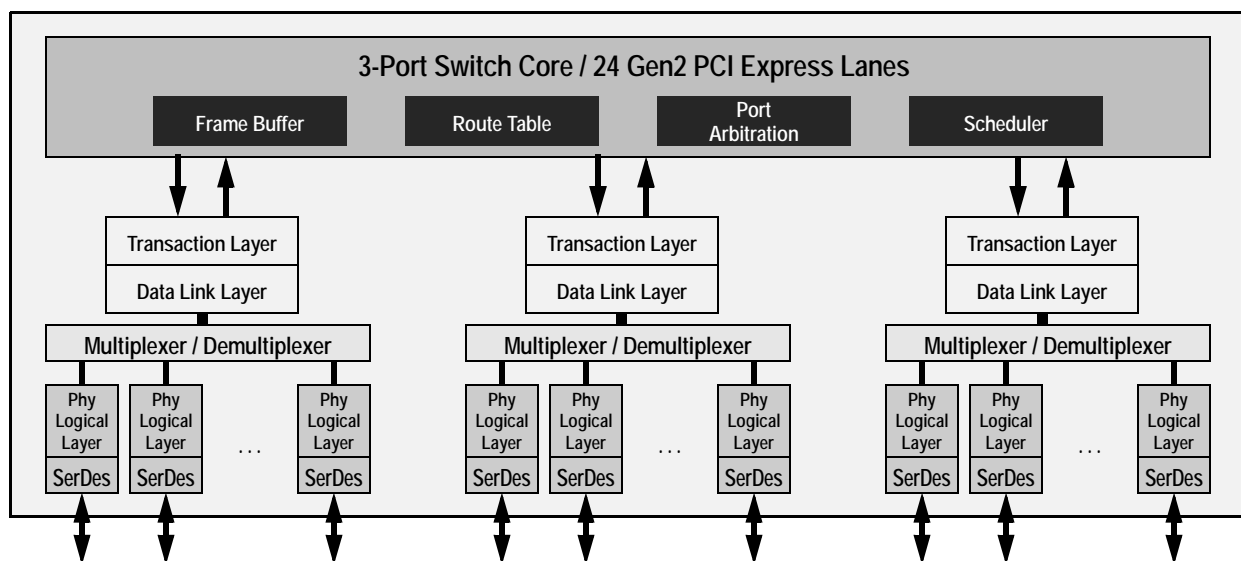 3-Port Switch Core / 24 Gen2 PCI Express Lanes
Frame Buffer
Route Table
Port
Arbitration
Scheduler
Transaction Layer
Data Link Layer
Multiplexer / Demultiplexer
Phy
Logical
Layer
SerDes
Phy
Logical
Layer
SerDes
...
Phy
Logical
Layer
SerDes
Transaction Layer
Data Link Layer
Multiplexer / Demultiplexer
Phy
Logical
Layer
SerDes
Phy
Logical
Layer
SerDes
...
Phy
Logical
Layer
SerDes
Transaction Layer
Data Link Layer
Multiplexer / Demultiplexer
Phy
Logical
Layer
SerDes
Phy
Logical
Layer
SerDes
...
Phy
Logical
Layer
SerDes